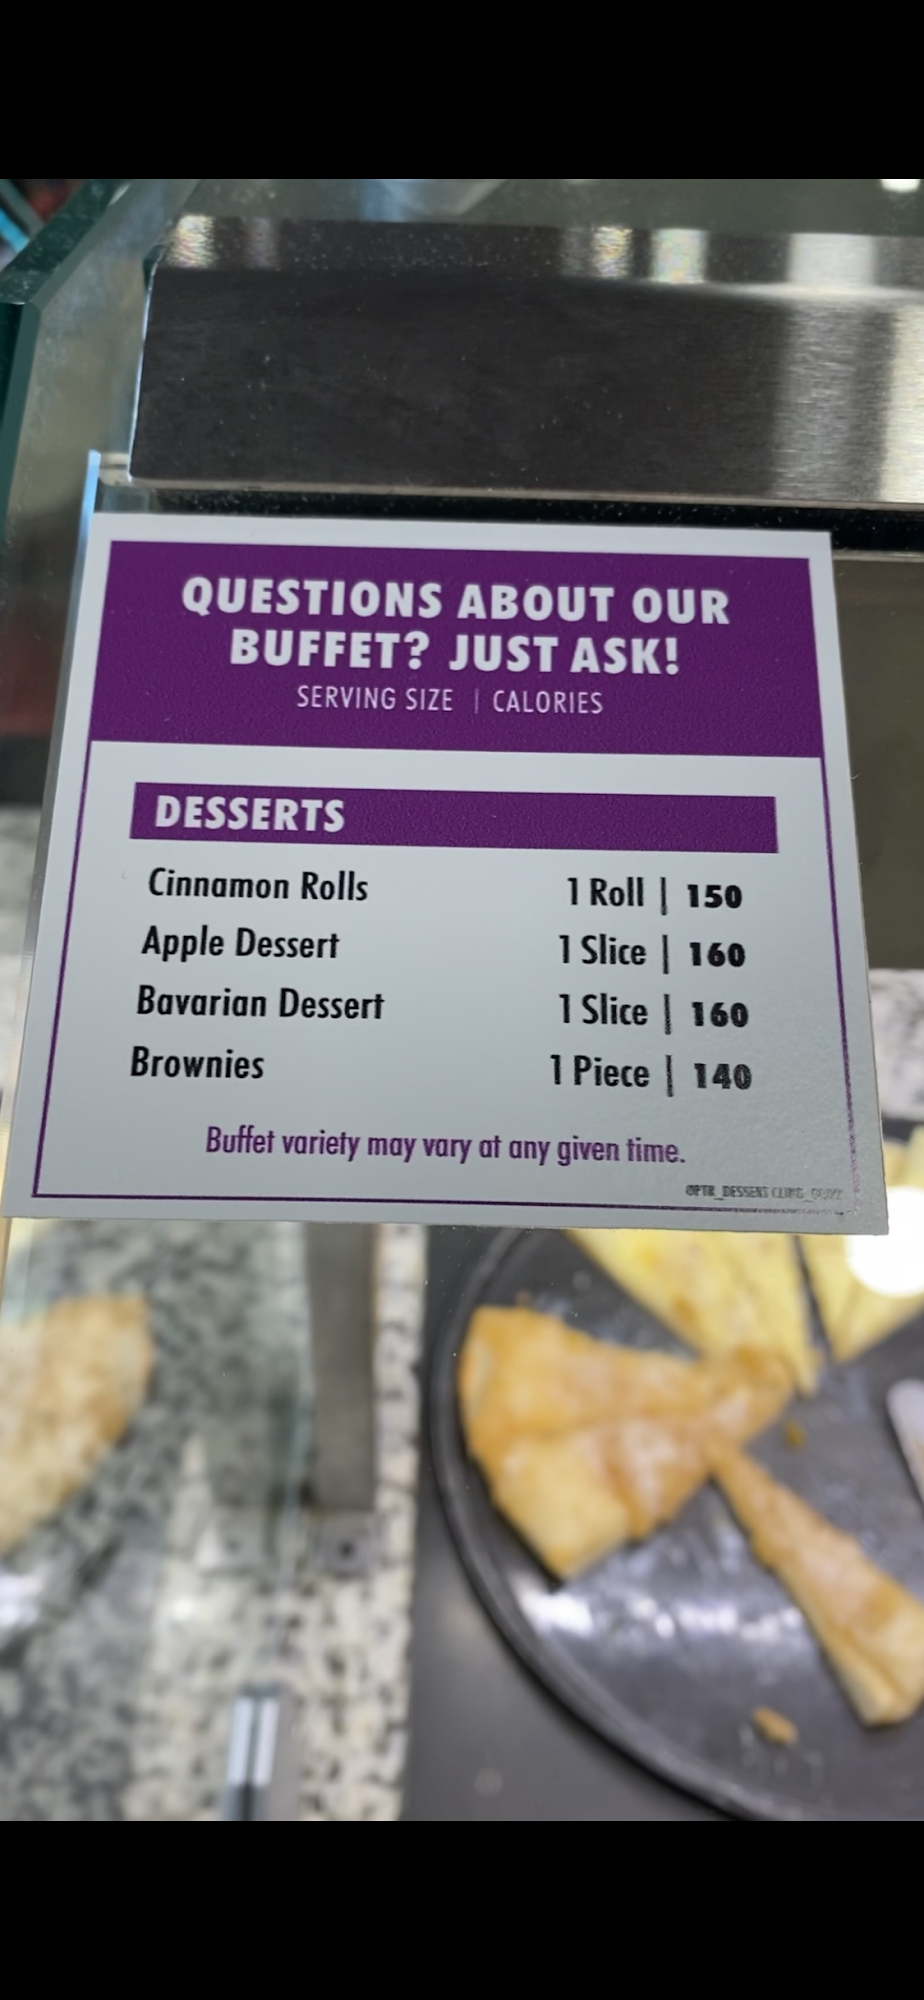 QUESTIONS ABOUT OUR
BUFFET? JUST ASK!
SERVING SIZE | CALORIES
DESSERTS
Cinnamon Rolls 1 Roll | 150
Apple Dessert 1 Slice | 160
Bavarian Dessert 1 Slice | 160
Brownies 1 Piece | 140
Buffet variety may vary at any given time.